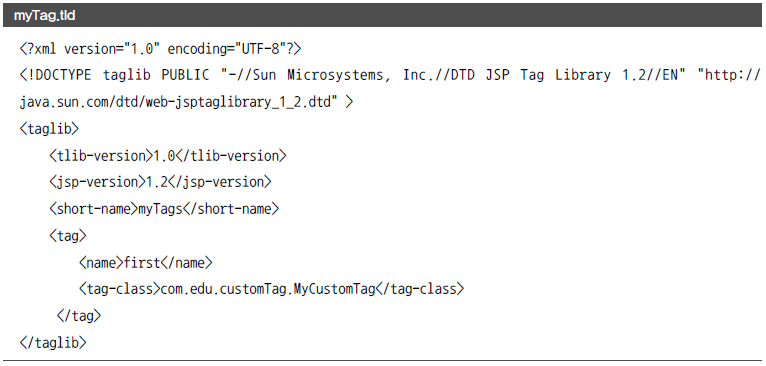 myTag.tld
<?xml version="1.0" encoding="UTF-8"?>
<!DOCTYPE taglib PUBLIC "-//Sun Microsystems, Inc.//DTD JSP Tag Library 1.2//EN" "http://
java.sun.com/dtd/web-jsptaglibrary_1_2.dtd" >
<taglib>
<tlib-version>1.0</tlib-version>
<jsp-version>1.2</jsp-version>
<short-name>myTags</short-name>
<tag>
<name>first</name>
<tag-class>com.edu.customTag.MyCustomTag</tag-class>
</tag>
</taglib>